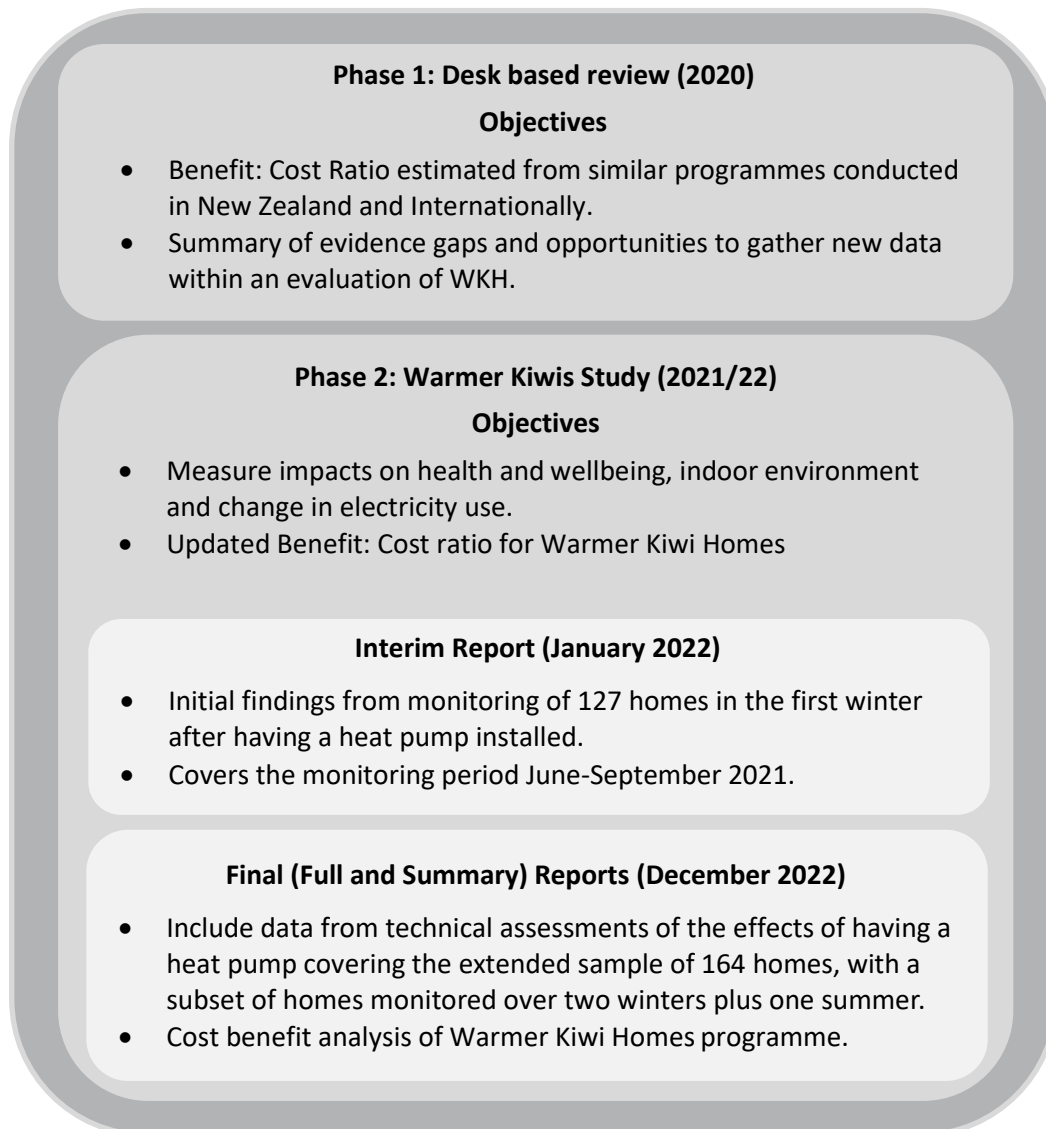 Phase 1: Desk based review (2020)
Objectives
• Benefit: Cost Ratio estimated from similar programmes conducted
in New Zealand and Internationally.
• Summary of evidence gaps and opportunities to gather new data
within an evaluation of WKH.
Phase 2: Warmer Kiwis Study (2021/22)
Objectives
• Measure impacts on health and wellbeing, indoor environment
and change in electricity use.
• Updated Benefit: Cost ratio for Warmer Kiwi Homes
Interim Report (January 2022)
• Initial findings from monitoring of 127 homes in the first winter
after having a heat pump installed.
• Covers the monitoring period June-September 2021.
Final (Full and Summary) Reports (December 2022)
• Include data from technical assessments of the effects of having a
heat pump covering the extended sample of 164 homes, with a
subset of homes monitored over two winters plus one summer.
• Cost benefit analysis of Warmer Kiwi Homes programme.